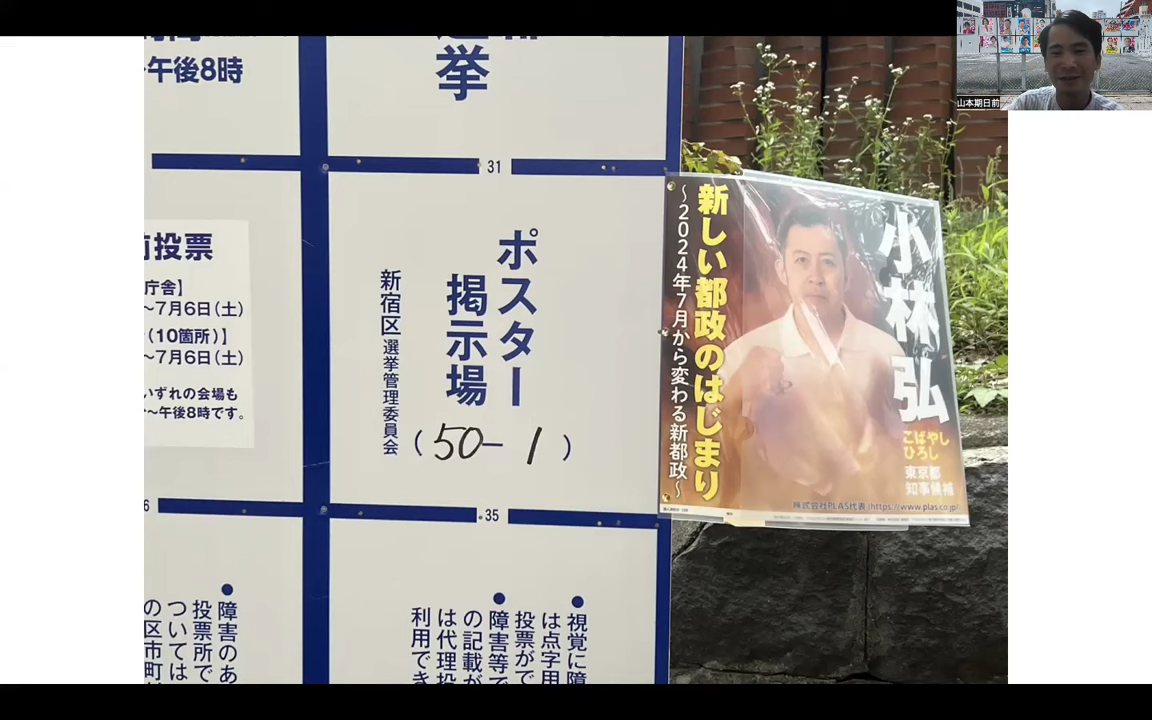 選挙
～午後8時
31
ポスター
掲示場
新宿区選挙管理委員会
(50-1)
投票
庁舎】
～7月6日(土)
(10箇所)】
～7月6日(土)
いずれの会場も
～午後8時です。
35
6
新しい都政のはじまり
～2024年7月から変わる新都政～
小林弘
こばやし
ひろし
東京都
知事候補
株式会社PLAS代表
https://www.plas.co.jp/
●視覚に障
は点字用
投票がで
●障害等で
の記載が
は代理投
利用でき
●障害のあ
投票所で
ついては
の区市町
山本期日前